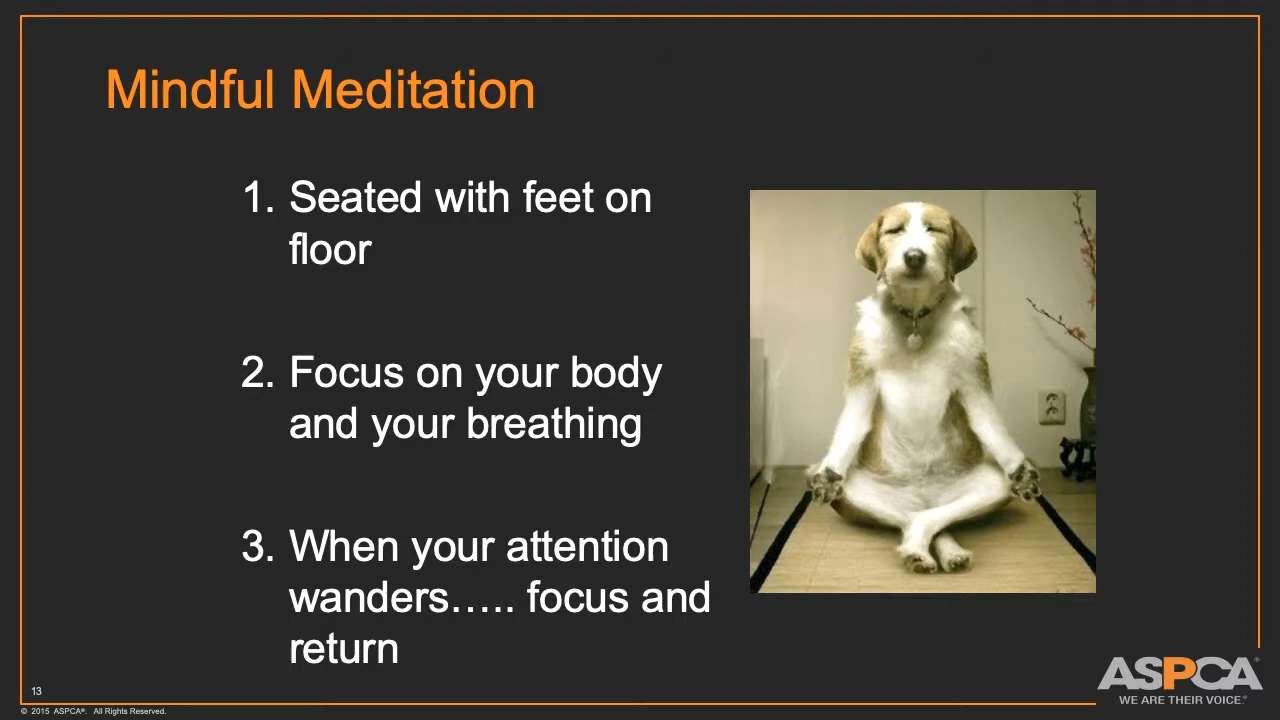 Mindful Meditation
1. Seated with feet on
floor
2. Focus on your body
and your breathing
3. When your attention
wanders….. focus and
return
13
© 2015 ASPCA®. All Rights Reserved.
ASPCA®
WE ARE THEIR VOICE.®